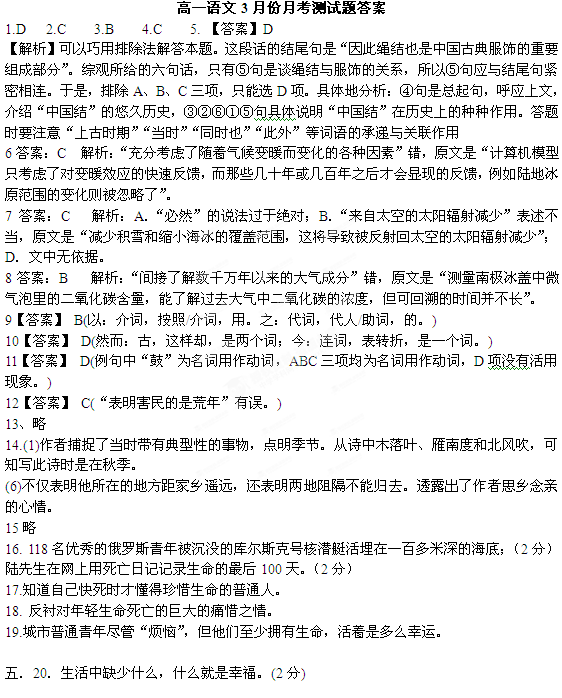 高一语文 3 月份月考测试题答案
1.D 2.C 3.B 4.C 5. 【答案】D
【解析】可以巧用排除法解答本题。这段话的结尾句是“因此绳结也是中国古典服饰的重要
组成部分”。综观所给的六句话，只有⑤句是谈绳结与服饰的关系，所以⑤句应与结尾句紧
密相连。于是，排除 A、B、C 三项，只能选 D 项。具体地分析：④句是总起句，呼应上文，
介绍“中国结”的悠久历史，③②⑥①⑤句具体说明“中国结”在历史上的种种作用。答题
时要注意“上古时期”“当时”“同时也”“此外”等词语的承递与关联作用
6 答案：C 解析：“充分考虑了随着气候变暖而变化的各种因素”错，原文是“计算机模型
只考虑了对变暖效应的快速反馈，而那些几十年或几百年之后才会显现的反馈，例如陆地冰
原范围的变化则被忽略了”。
7 答案：C 解析：A．“必然”的说法过于绝对；B．“来自太空的太阳辐射减少”表述不
当，原文是“减少积雪和缩小海冰的覆盖范围，这将导致被反射回太空的太阳辐射减少”；
D．文中无依据。
8 答案：B 解析：“间接了解数千万年以来的大气成分”错，原文是“测量南极冰盖中微
气泡里的二氧化碳含量，能了解过去大气中二氧化碳的浓度，但可回溯的时间并不长”。
9【答案】 B(以：介词，按照/介词，用。之：代词，代人/助词，的。)
10【答案】 D(然而：古，这样却，是两个词；今：连词，表转折，是一个词。)
11【答案】 D(例句中“鼓”为名词用作动词，ABC 三项均为名词用作动词，D 项没有活用
现象。)
12【答案】 C(“表明害民的是荒年”有误。)
13、略
14.(1)作者捕捉了当时带有典型性的事物，点明季节。从诗中木落叶、雁南度和北风吹，可
知写此诗时是在秋季。
(6)不仅表明他所在的地方距家乡遥远，还表明两地阻隔不能归去。透露出了作者思乡念亲
的心情。
15 略
16. 118 名优秀的俄罗斯青年被沉没的库尔斯克号核潜艇活埋在一百多米深的海底；（2 分）
陆先生在网上用死亡日记记录生命的最后 100 天。（2 分）
17.知道自己快死时才懂得珍惜生命的普通人。
18. 反衬对年轻生命死亡的巨大的痛惜之情。
19.城市普通青年尽管“烦恼”，但他们至少拥有生命，活着是多么幸运。
五．20．生活中缺少什么，什么就是幸福。(2 分)